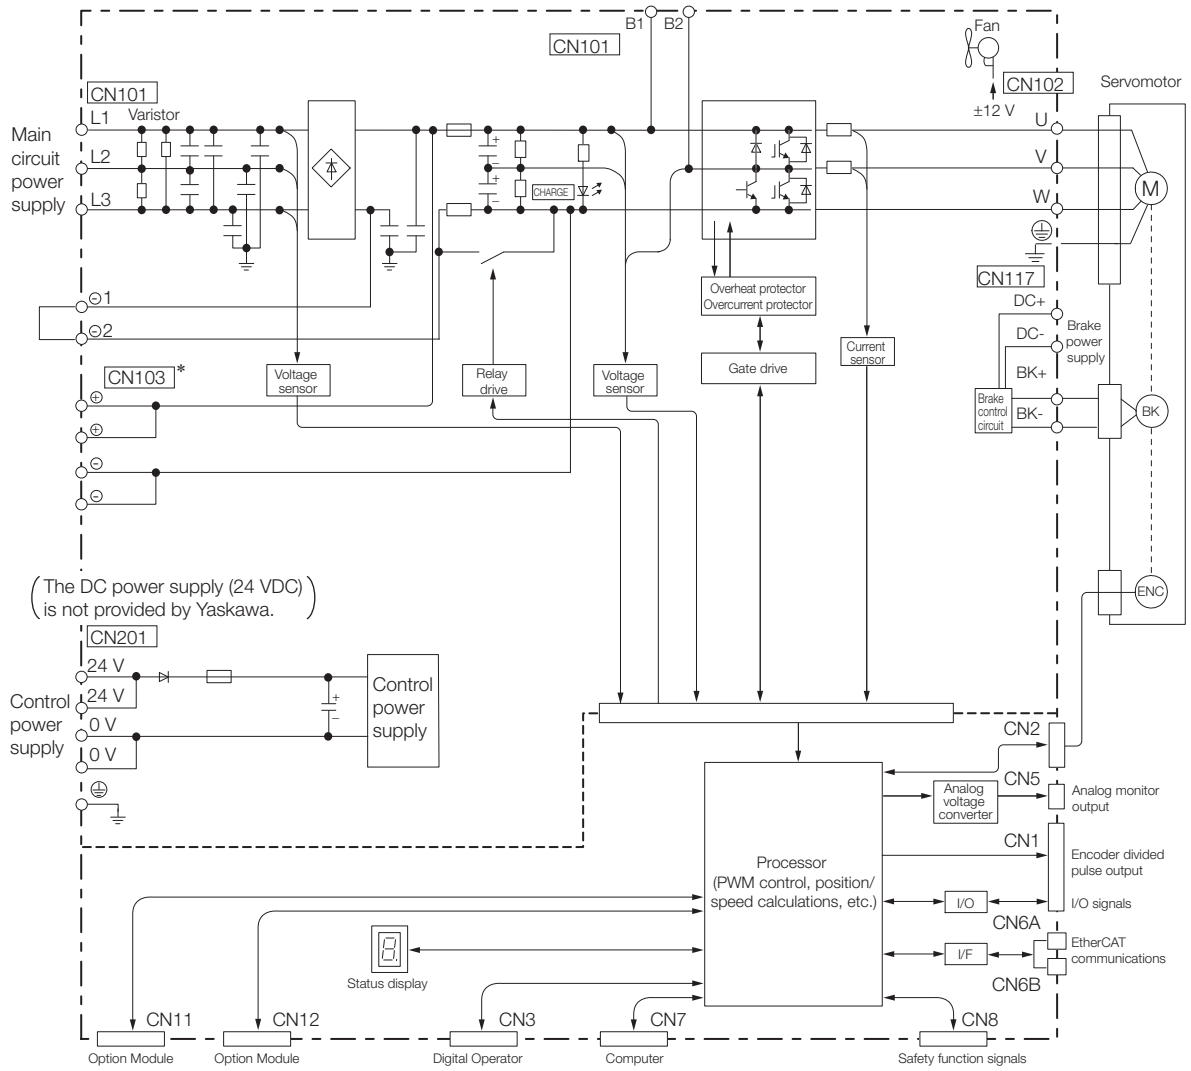 B1
B2
CN101
Fan
±12 V
CN102
Servomotor
CN101
Varistor
L1
L2
L3
Main
circuit
power
supply
CHARGE
+
−
+
−
U
V
W
M
CN117
DC+
DC-
BK+
BK-
Brake
power
supply
Brake
control
circuit
BK
ENC
⊖1
⊖2
Overheat protector
Overcurrent protector
Gate drive
Current
sensor
Voltage
sensor
Relay
drive
Voltage
sensor
CN103*
⊕
⊕
⊖
⊖
(The DC power supply (24 VDC)
is not provided by Yaskawa.)
CN201
24 V
24 V
0 V
0 V
Control
power
supply
+
−
Control
power
supply
Processor
(PWM control, position/
speed calculations, etc.)
CN2
CN5
Analog
voltage
converter
Analog monitor
output
CN1
Encoder divided
pulse output
I/O
I/O signals
CN6A
I/F
EtherCAT
communications
CN6B
8.
Status display
CN11
Option Module
CN12
Option Module
CN3
Digital Operator
CN7
Computer
CN8
Safety function signals